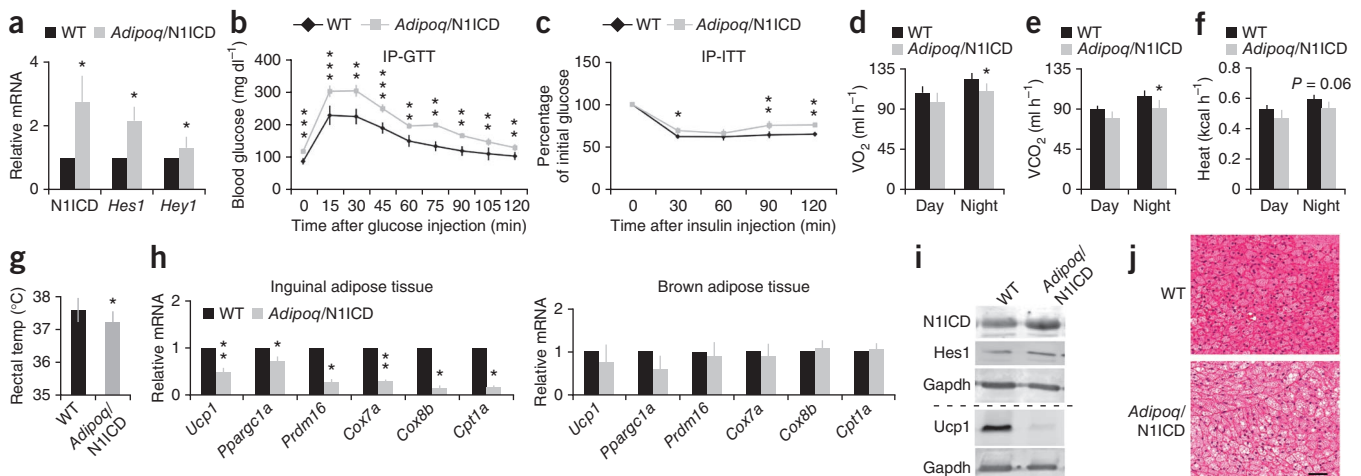 a
WT Adipoq/N1ICD
Relative mRNA
4
2
0
* * *
N1ICD Hes1 Hey1
b
WT Adipoq/N1ICD
IP-GTT
Blood glucose (mg dl⁻¹)
400
300
200
100
0
*** *** ** *** ** ** * ** **
0 15 30 45 60 75 90 105 120
Time after glucose injection (min)
c
WT Adipoq/N1ICD
IP-ITT
Percentage
of initial glucose
150
100
50
0
* ** **
0 30 60 90 120
Time after insulin injection (min)
d
WT
Adipoq/N1ICD
VO2 (ml h⁻¹)
135
90
45
0
*
Day Night
e
WT
Adipoq/N1ICD
VCO2 (ml h⁻¹)
135
90
45
0
*
Day Night
f
WT
Adipoq/N1ICD
Heat (kcal h⁻¹)
0.8
0.6
0.4
0.2
0
P = 0.06
Day Night
g
Rectal temp (°C)
38
37
36
35
*
WT
Adipoq/
N1ICD
h
Inguinal adipose tissue
WT Adipoq/N1ICD
Relative mRNA
2
1
0
** * * ** * *
Ucp1 Ppargc1a Prdm16 Cox7a Cox8b Cpt1a
Brown adipose tissue
Relative mRNA
2
1
0
Ucp1 Ppargc1a Prdm16 Cox7a Cox8b Cpt1a
i
WT
Adipoq/
N1ICD
N1ICD
Hes1
Gapdh
Ucp1
Gapdh
j
WT
Adipoq/
N1ICD